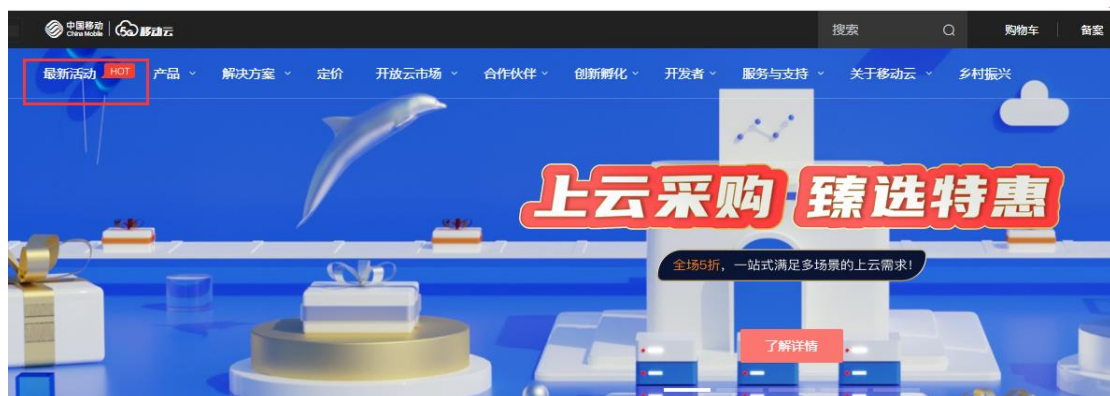 中国移动 China Mobile 5G 移动云 搜索 购物车 备案
最新活动 HOT 产品 解决方案 定价 开放云市场 合作伙伴 创新孵化 开发者 服务与支持 关于移动云 乡村振兴
上云采购 臻选特惠
全场5折，一站式满足多场景的上云需求！
了解详情